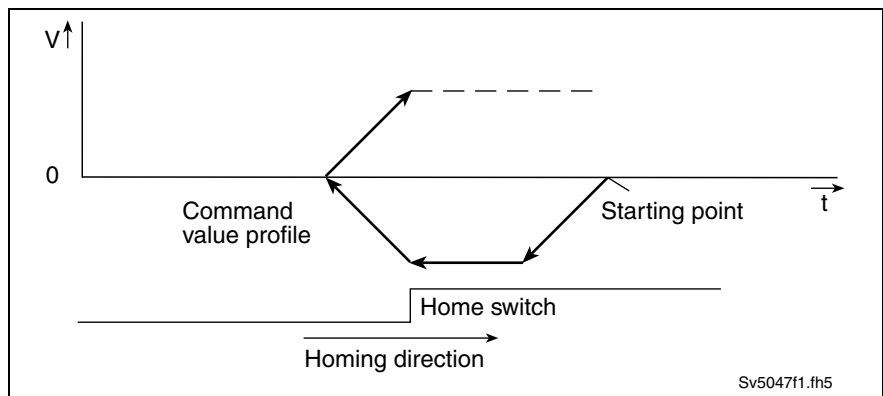 V
0
Command
value profile
Starting point
t
Home switch
Homing direction
Sv5047f1.fh5